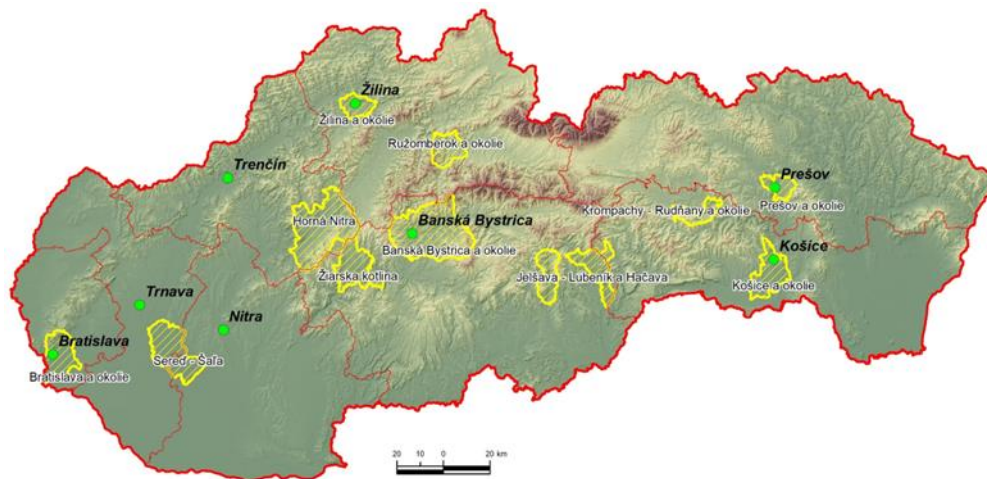 Žilina
Žilina a okolie
Ružomberok a okolie
Trenčín
Prešov
Prešov a okolie
Krompachy - Rudňany a okolie
Horná Nitra
Banská Bystrica
Banská Bystrica a okolie
Košice
Jelšava - Lubeník a Hačava
Žiarska kotlina
Košice a okolie
Trnava
Nitra
Bratislava
Sereď - Šaľa
Bratislava a okolie
20 10 0 20 km